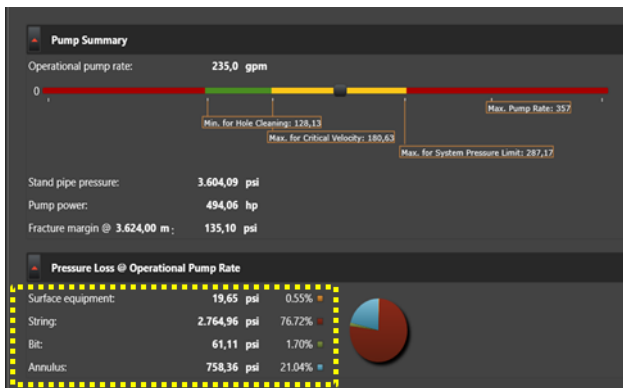 Pump Summary
Operational pump rate: 235,0 gpm
0
Max. Pump Rate: 357
Min. for Hole Cleaning: 128,13
Max. for Critical Velocity: 180,63
Max. for System Pressure Limit: 287,17
Stand pipe pressure: 3.604,09 psi
Pump power: 494,06 hp
Fracture margin @ 3.624,00 m : 135,10 psi
Pressure Loss @ Operational Pump Rate
Surface equipment: 19,65 psi 0.55%
String: 2.764,96 psi 76.72%
Bit: 61,11 psi 1.70%
Annulus: 758,36 psi 21.04%